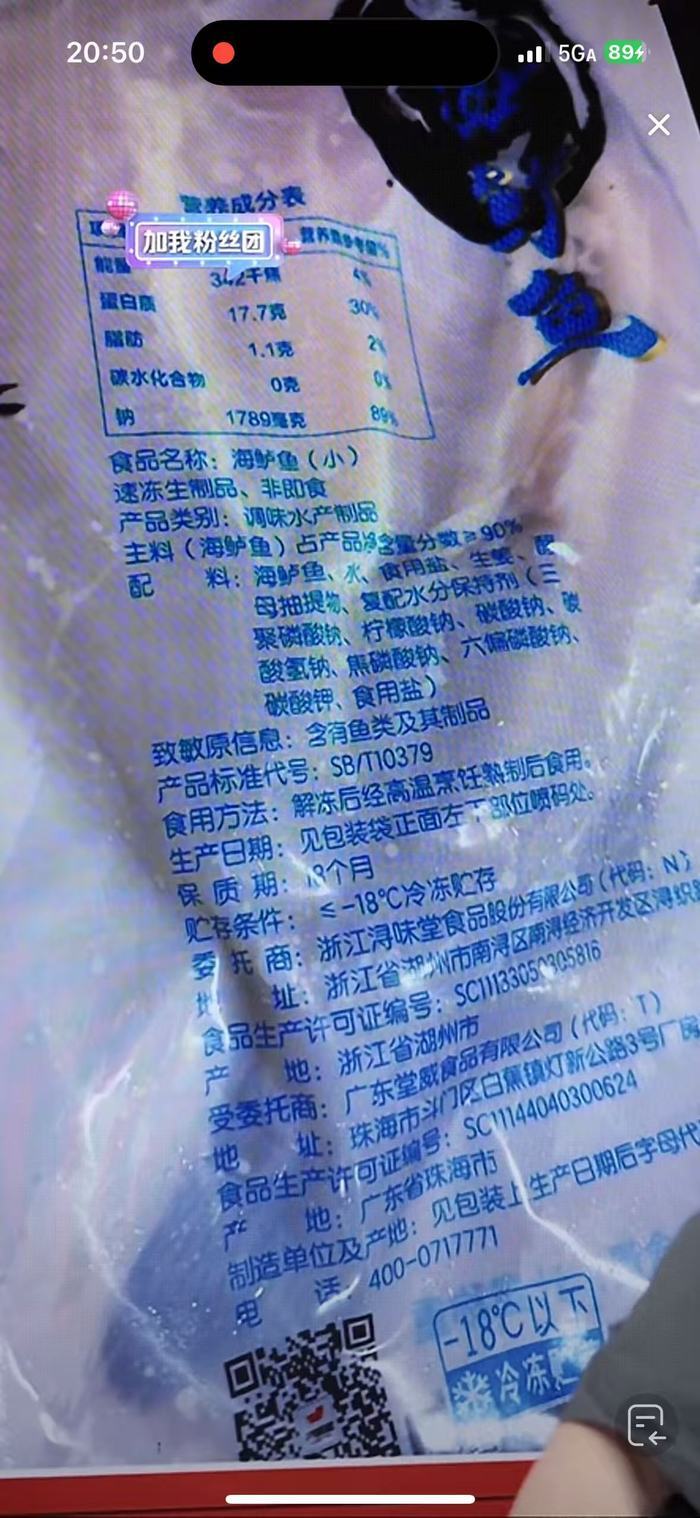 20:50
5GA 89
鱼
营养成分表
加我粉丝团
营养素参考值%
能量 342千焦 4%
蛋白质 17.7克 30%
脂肪 1.1克 2%
碳水化合物 0克 0%
钠 1789毫克 89%
食品名称：海鲈鱼（小）
速冻生制品、非即食
产品类别：调味水产制品
主料（海鲈鱼）占产品含量分数≥90%
配 料：海鲈鱼、水、食用盐、生姜、酵
母抽提物、复配水分保持剂（三
聚磷酸钠、柠檬酸钠、碳酸钠、碳
酸氢钠、焦磷酸钠、六偏磷酸钠、
碳酸钾、食用盐）
致敏原信息：含有鱼类及其制品
产品标准代号：SB/T10379
食用方法：解冻后经高温烹饪熟制后食用。
生产日期：见包装袋正面左下部位喷码处。
保 质 期：18个月
贮存条件：≤-18℃冷冻贮存
委 托 商：浙江浔味堂食品股份有限公司（代码：N）
地 址：浙江省湖州市南浔区南浔经济开发区浔织
食品生产许可证编号：SC11133050305816
产 地：浙江省湖州市
受委托商：广东堂威食品有限公司（代码：T）
地 址：珠海市斗门区白蕉镇灯新公路3号厂房
食品生产许可证编号：SC11144040300624
产 地：广东省珠海市
制造单位及产地：见包装上生产日期后字母代
电 话：400-0717771
-18℃以下
冷冻